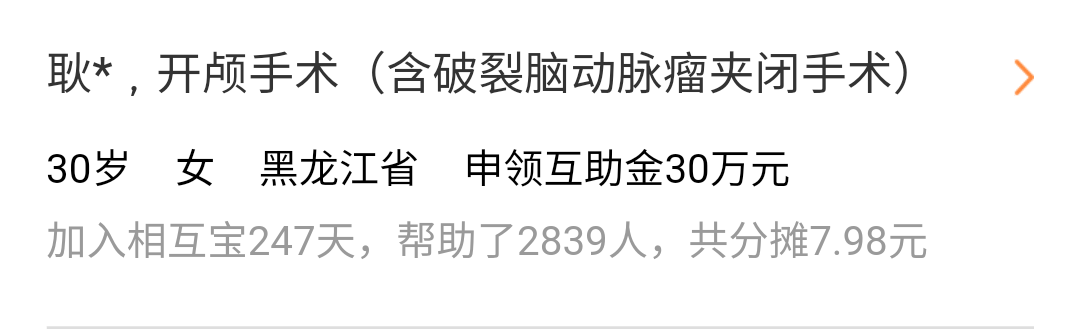 耿*，开颅手术（含破裂脑动脉瘤夹闭手术）
30岁 女 黑龙江省 申领互助金30万元
加入相互宝247天，帮助了2839人，共分摊7.98元